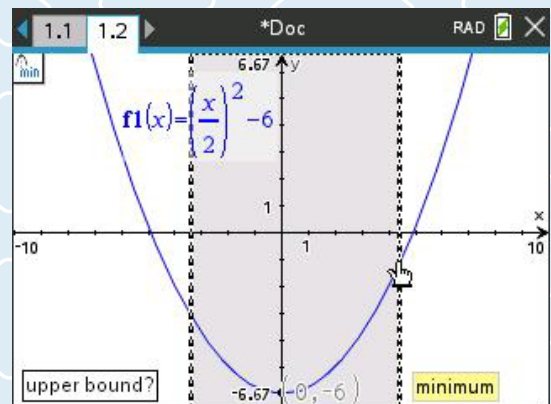 1.1 1.2 *Doc RAD
min
6.67 y
f1(x)=(x/2)^2-6
1
x
-10 1 10
-6.67 (0,-6)
upper bound? minimum